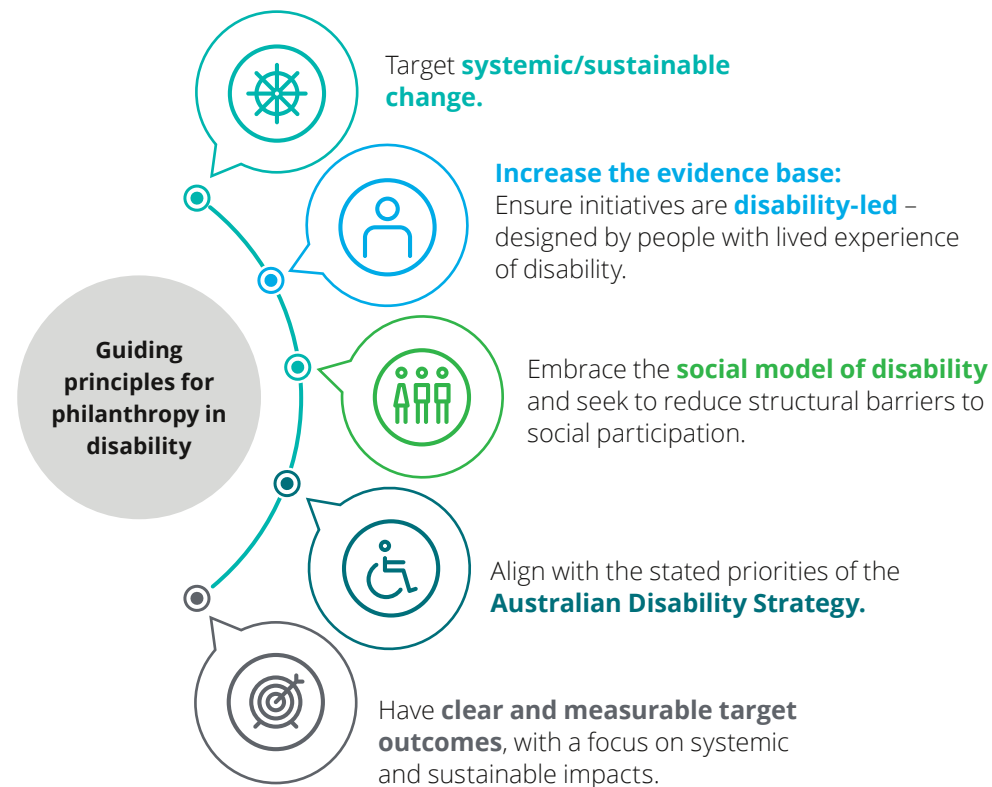 Target systemic/sustainable
change.
Increase the evidence base:
Ensure initiatives are disability-led –
designed by people with lived experience
of disability.
Guiding
principles for
philanthropy in
disability
Embrace the social model of disability
and seek to reduce structural barriers to
social participation.
Align with the stated priorities of the
Australian Disability Strategy.
Have clear and measurable target
outcomes, with a focus on systemic
and sustainable impacts.